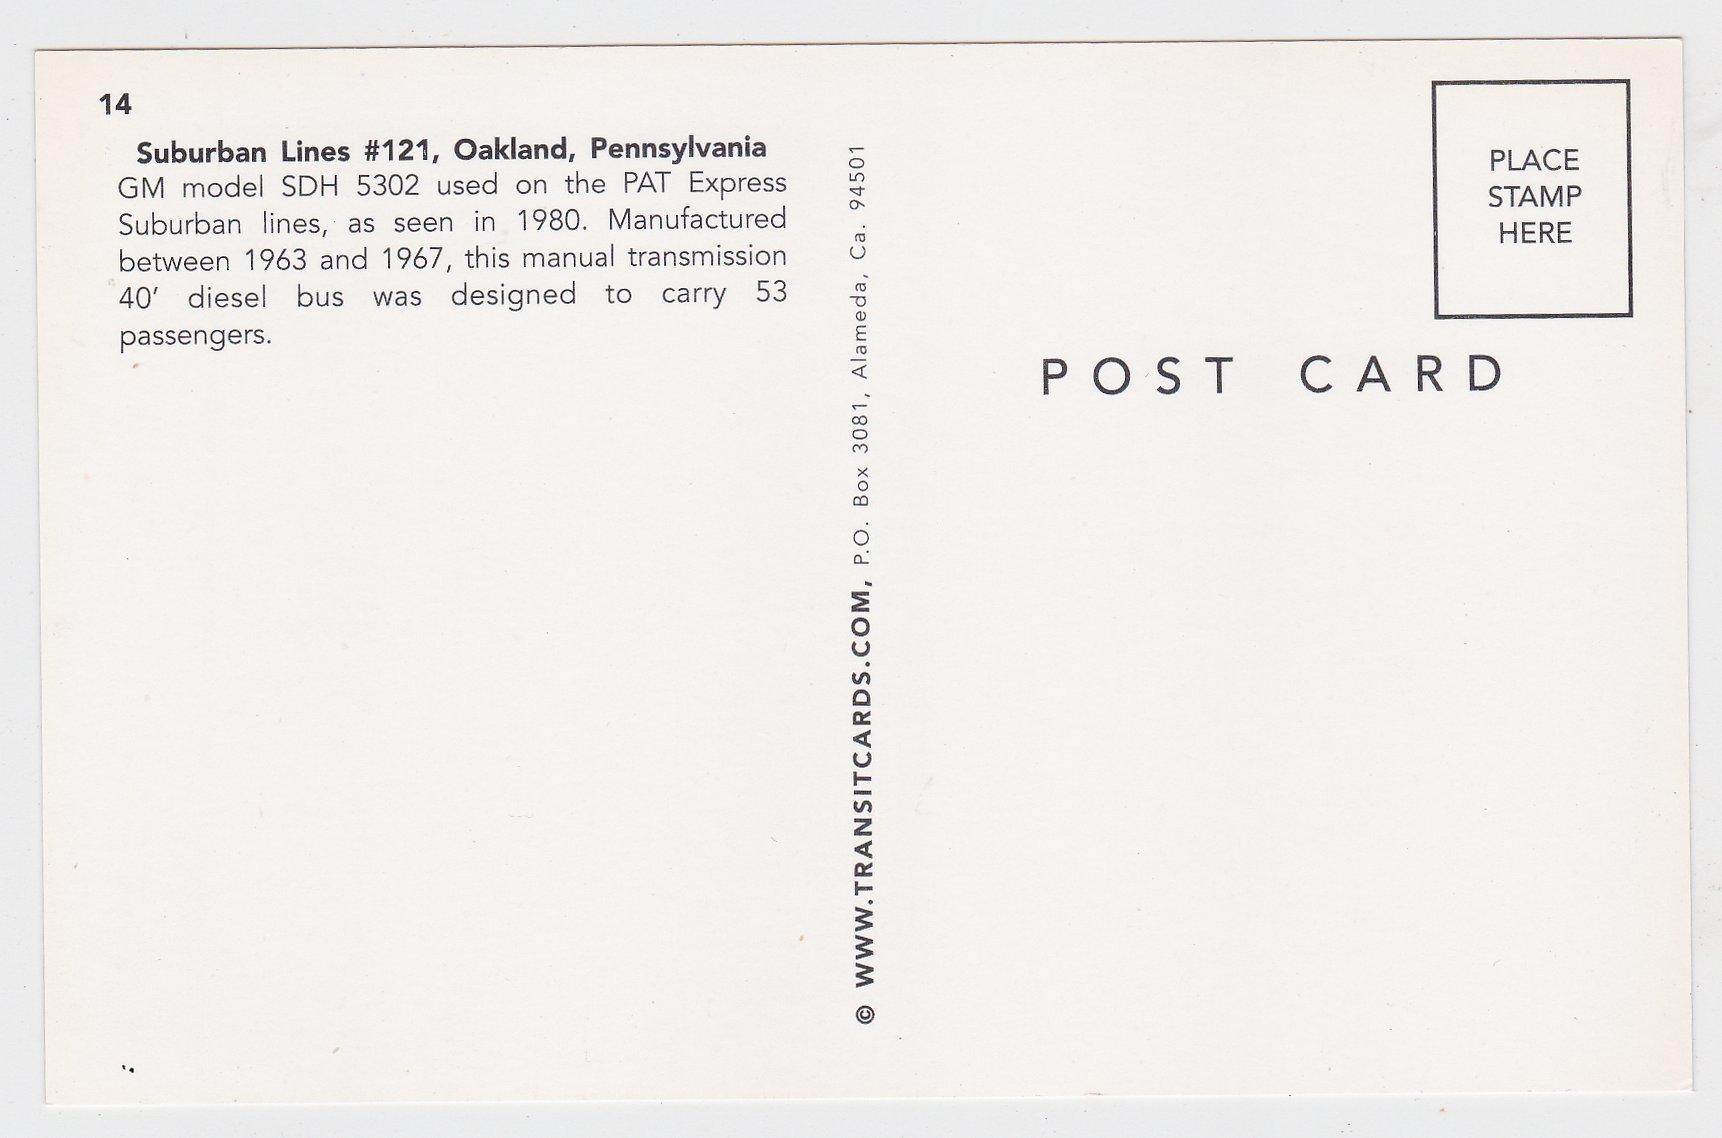 14
Suburban Lines #121, Oakland, Pennsylvania
GM model SDH 5302 used on the PAT Express
Suburban lines, as seen in 1980. Manufactured
between 1963 and 1967, this manual transmission
40′ diesel bus was designed to carry 53
passengers.
© WWW.TRANSITCARDS.COM, P.O. Box 3081, Alameda, Ca. 94501
PLACE
STAMP
HERE
POST CARD